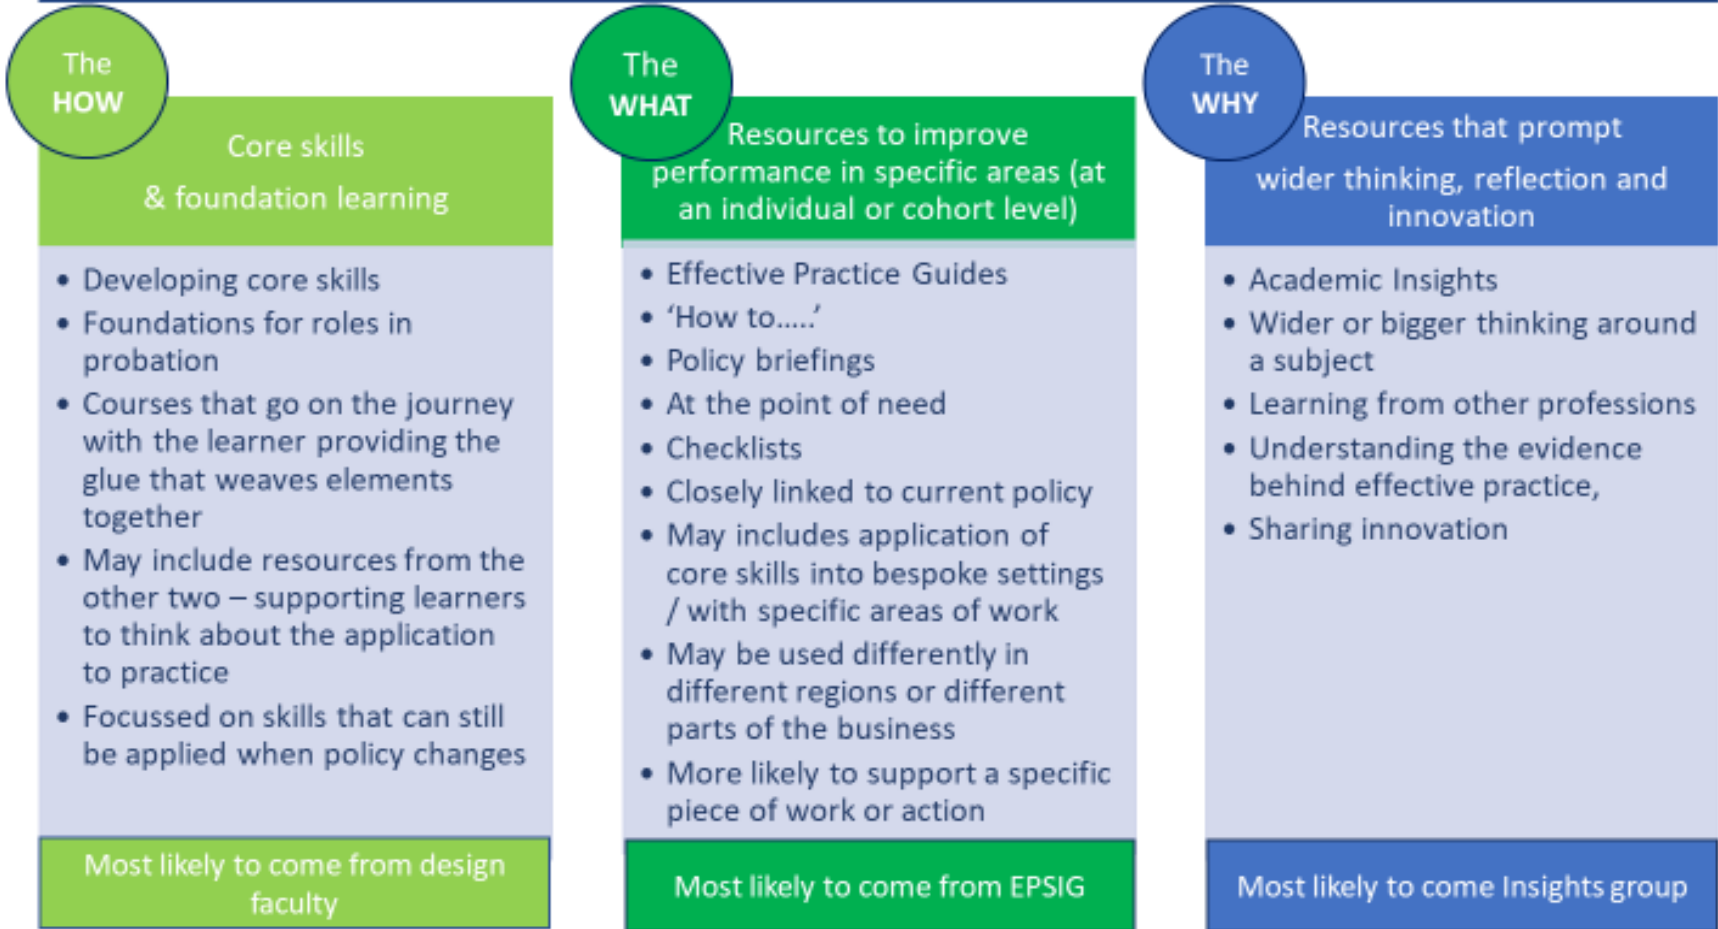 The
HOW
Core skills
& foundation learning
• Developing core skills
• Foundations for roles in
probation
• Courses that go on the journey
with the learner providing the
glue that weaves elements
together
• May include resources from the
other two – supporting learners
to think about the application
to practice
• Focussed on skills that can still
be applied when policy changes
Most likely to come from design
faculty
The
WHAT
Resources to improve
performance in specific areas (at
an individual or cohort level)
• Effective Practice Guides
• ‘How to.....’
• Policy briefings
• At the point of need
• Checklists
• Closely linked to current policy
• May includes application of
core skills into bespoke settings
/ with specific areas of work
• May be used differently in
different regions or different
parts of the business
• More likely to support a specific
piece of work or action
Most likely to come from EPSIG
The
WHY
Resources that prompt
wider thinking, reflection and
innovation
• Academic Insights
• Wider or bigger thinking around
a subject
• Learning from other professions
• Understanding the evidence
behind effective practice,
• Sharing innovation
Most likely to come Insights group